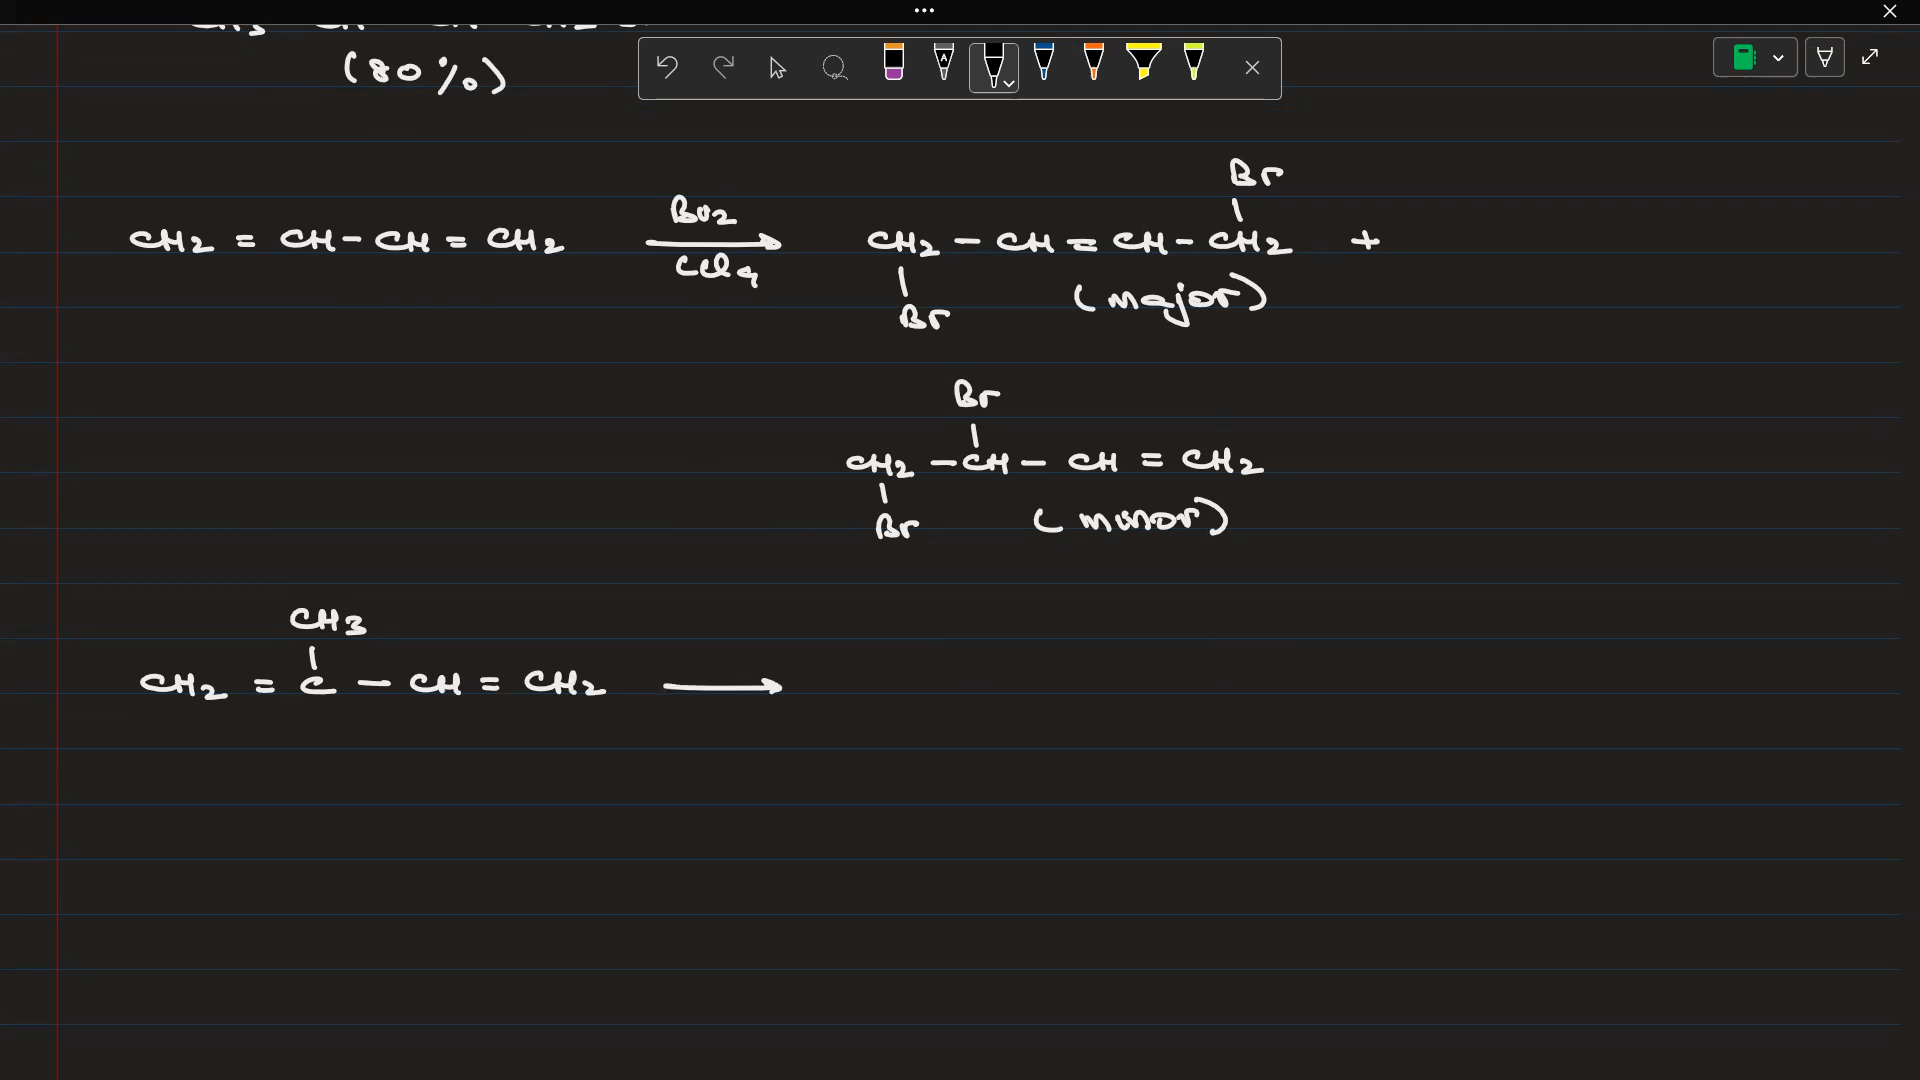 (80%)
Br
CH2 = CH - CH = CH2 Br2 CCl4 CH2 - CH = CH - CH2 +
Br (major)
Br
CH2 - CH - CH = CH2
Br (minor)
CH3
CH2 = C - CH = CH2